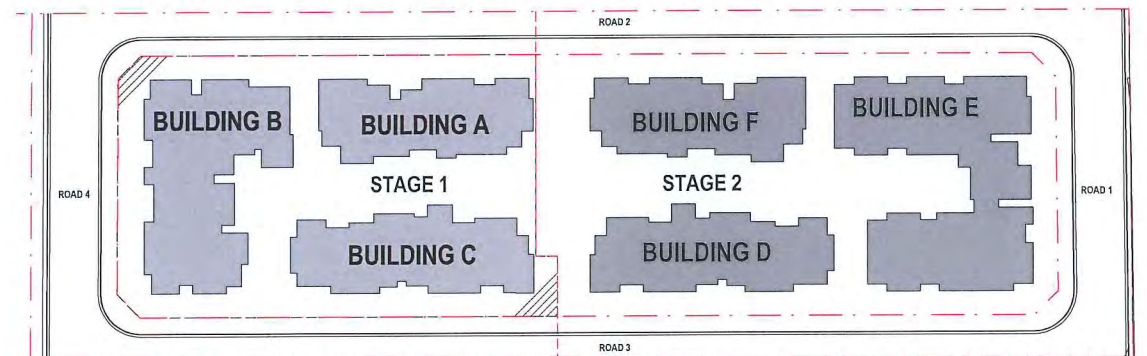 ROAD 2
BUILDING B
BUILDING A
BUILDING F
BUILDING E
ROAD 4
STAGE 1
STAGE 2
ROAD 1
BUILDING C
BUILDING D
ROAD 3